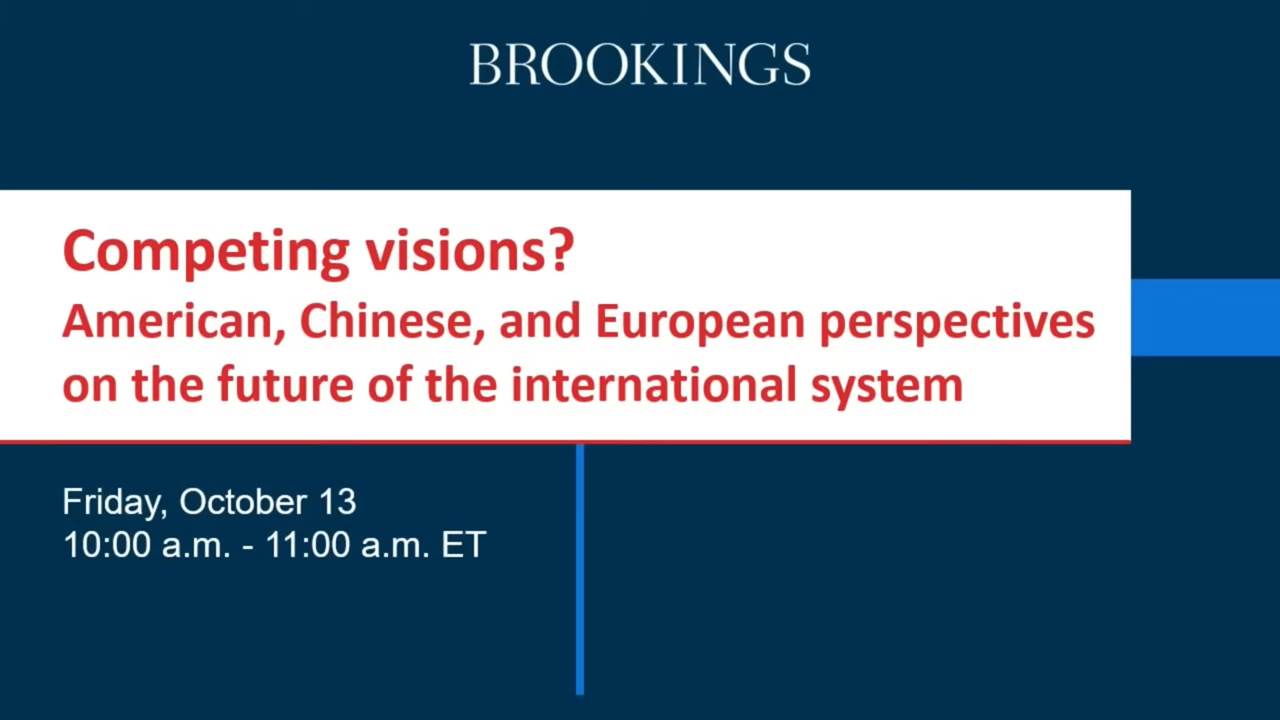 BROOKINGS
Competing visions?
American, Chinese, and European perspectives
on the future of the international system
Friday, October 13
10:00 a.m. - 11:00 a.m. ET